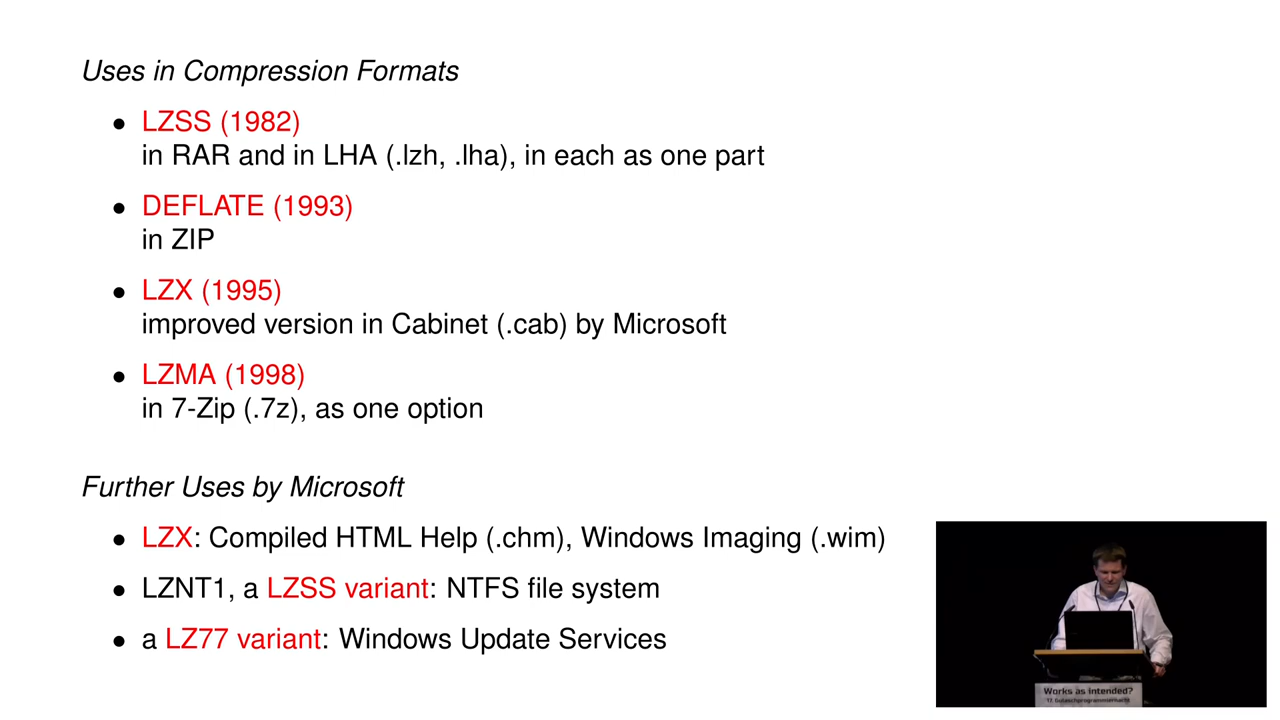 Uses in Compression Formats
• LZSS (1982)
in RAR and in LHA (.lzh, .lha), in each as one part
• DEFLATE (1993)
in ZIP
• LZX (1995)
improved version in Cabinet (.cab) by Microsoft
• LZMA (1998)
in 7-Zip (.7z), as one option
Further Uses by Microsoft
• LZX: Compiled HTML Help (.chm), Windows Imaging (.wim)
• LZNT1, a LZSS variant: NTFS file system
• a LZ77 variant: Windows Update Services
Works as intended?
17. Gulaschprogrammiernacht